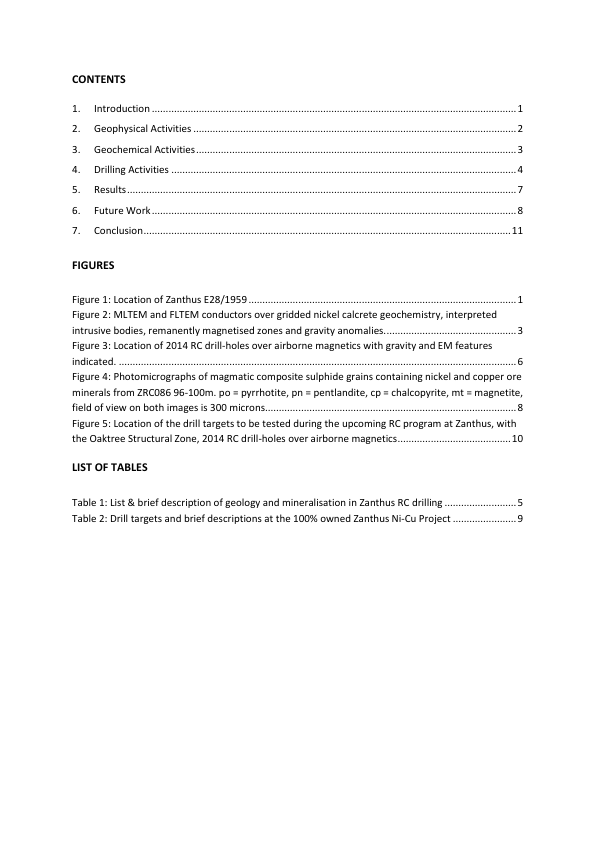 CONTENTS
1. Introduction ........ 1
2. Geophysical Activities ........ 2
3. Geochemical Activities ........ 3
4. Drilling Activities ........ 4
5. Results ........ 7
6. Future Work ........ 8
7. Conclusion ........ 11
FIGURES
Figure 1: Location of Zanthus E28/1959 ........ 1
Figure 2: MLTEM and FLTEM conductors over gridded nickel calcrete geochemistry, interpreted
intrusive bodies, remanently magnetised zones and gravity anomalies. ........ 3
Figure 3: Location of 2014 RC drill-holes over airborne magnetics with gravity and EM features
indicated. ........ 6
Figure 4: Photomicrographs of magmatic composite sulphide grains containing nickel and copper ore
minerals from ZRC086 96-100m. po = pyrrhotite, pn = pentlandite, cp = chalcopyrite, mt = magnetite,
field of view on both images is 300 microns. ........ 8
Figure 5: Location of the drill targets to be tested during the upcoming RC program at Zanthus, with
the Oaktree Structural Zone, 2014 RC drill-holes over airborne magnetics ........ 10
LIST OF TABLES
Table 1: List & brief description of geology and mineralisation in Zanthus RC drilling ........ 5
Table 2: Drill targets and brief descriptions at the 100% owned Zanthus Ni-Cu Project ........ 9